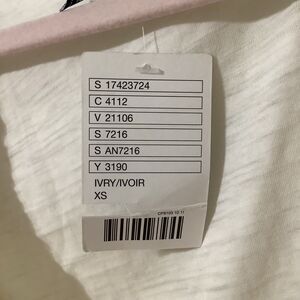 S 17423724
C 4112
V 21106
S 7216
S AN7216
Y 3190
IVRY/IVOIR
XS